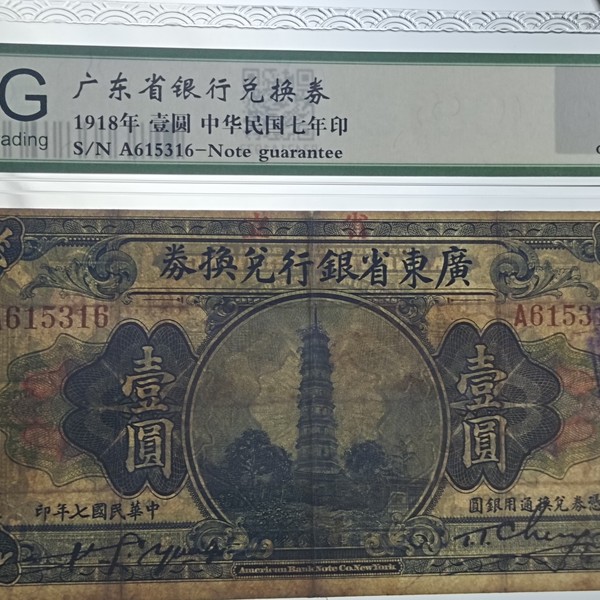 G
广东省银行兑换券
ading
1918年 壹圆 中华民国七年印
S/N A615316-Note guarantee
廣東省銀行兌換券
A615316
A6153
壹圓
壹圓
中華民國七年印
憑券兌換通用銀圓
American Bank Note Co. New York.